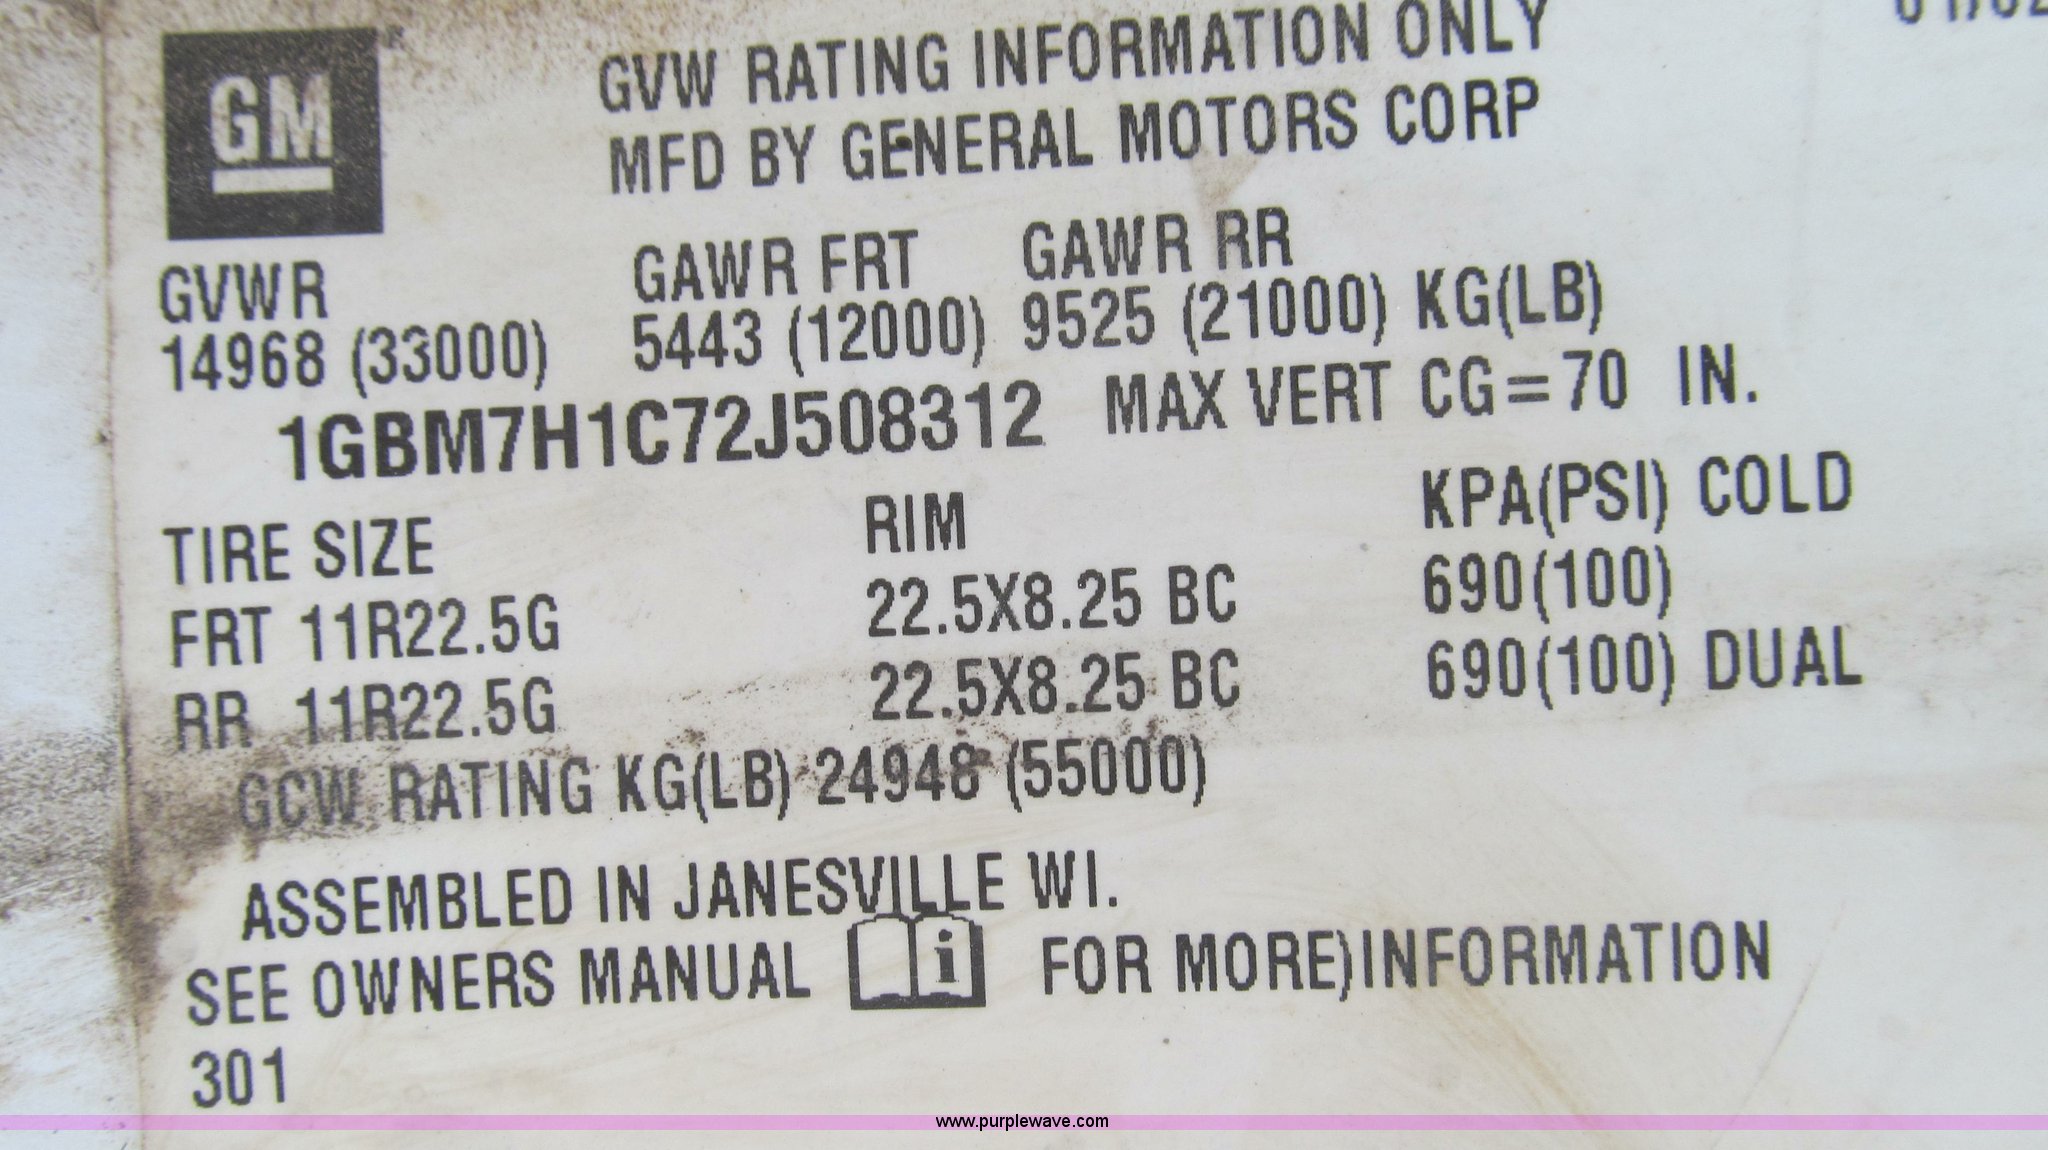 GM
GVW RATING INFORMATION ONLY
MFD BY GENERAL MOTORS CORP
GVWR GAWR FRT GAWR RR
14968 (33000) 5443 (12000) 9525 (21000) KG(LB)
1GBM7H1C72J508312 MAX VERT CG=70 IN.
TIRE SIZE RIM KPA(PSI) COLD
FRT 11R22.5G 22.5X8.25 BC 690(100)
RR 11R22.5G 22.5X8.25 BC 690(100) DUAL
GCW RATING KG(LB) 24948 (55000)
ASSEMBLED IN JANESVILLE WI.
SEE OWNERS MANUAL i FOR MORE)INFORMATION
301
www.purplewave.com